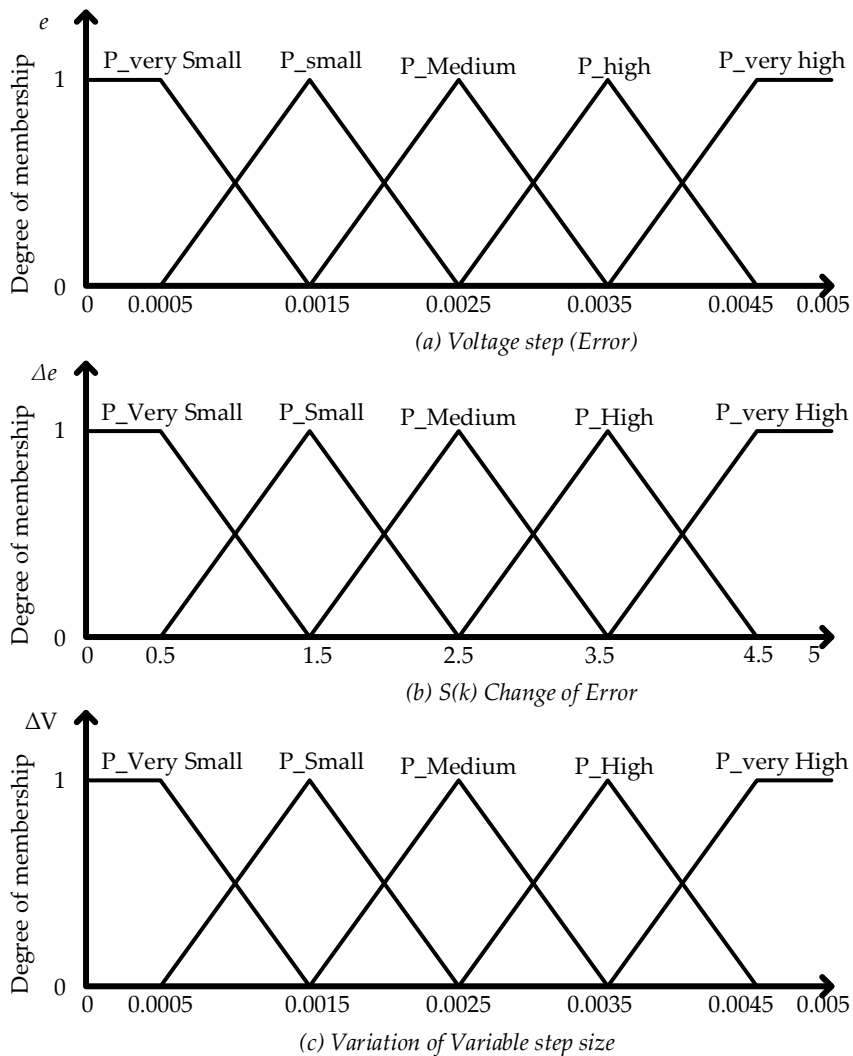 e
P_very Small
P_small
P_Medium
P_high
P_very high
1
Degree of membership
0
0 0.0005 0.0015 0.0025 0.0035 0.0045 0.005
(a) Voltage step (Error)
Δe
P_Very Small
P_Small
P_Medium
P_High
P_very High
1
Degree of membership
0
0 0.5 1.5 2.5 3.5 4.5 5
(b) S(k) Change of Error
ΔV
P_Very Small
P_Small
P_Medium
P_High
P_very High
1
Degree of membership
0
0 0.0005 0.0015 0.0025 0.0035 0.0045 0.005
(c) Variation of Variable step size